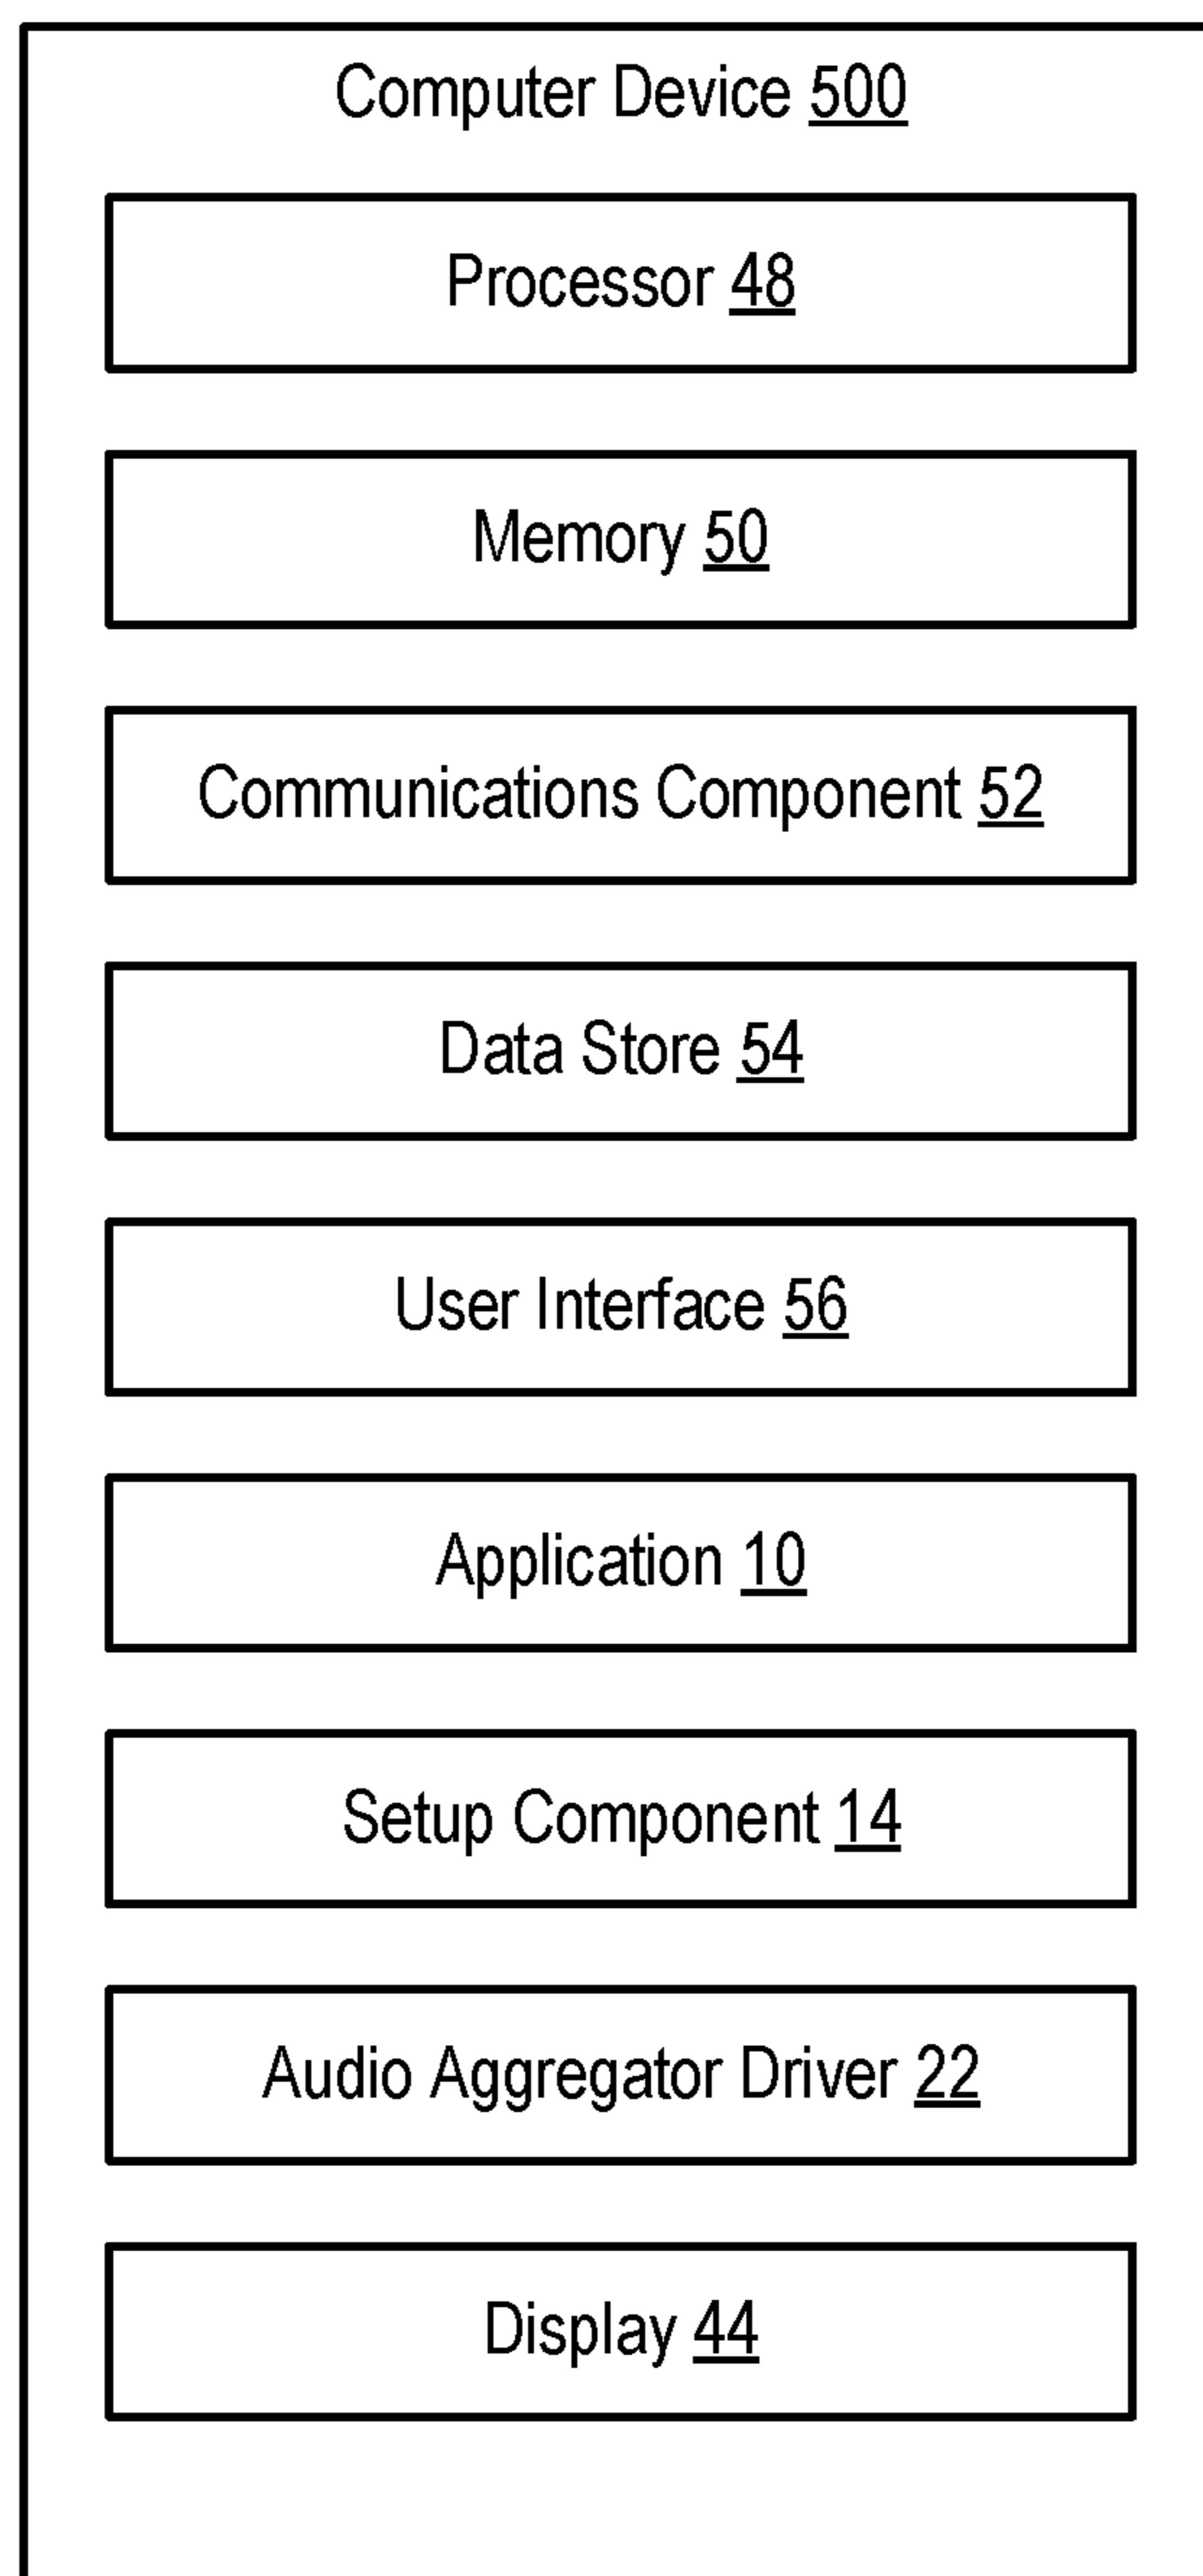 Computer Device 500
Processor 48
Memory 50
Communications Component 52
Data Store 54
User Interface 56
Application 10
Setup Component 14
Audio Aggregator Driver 22
Display 44